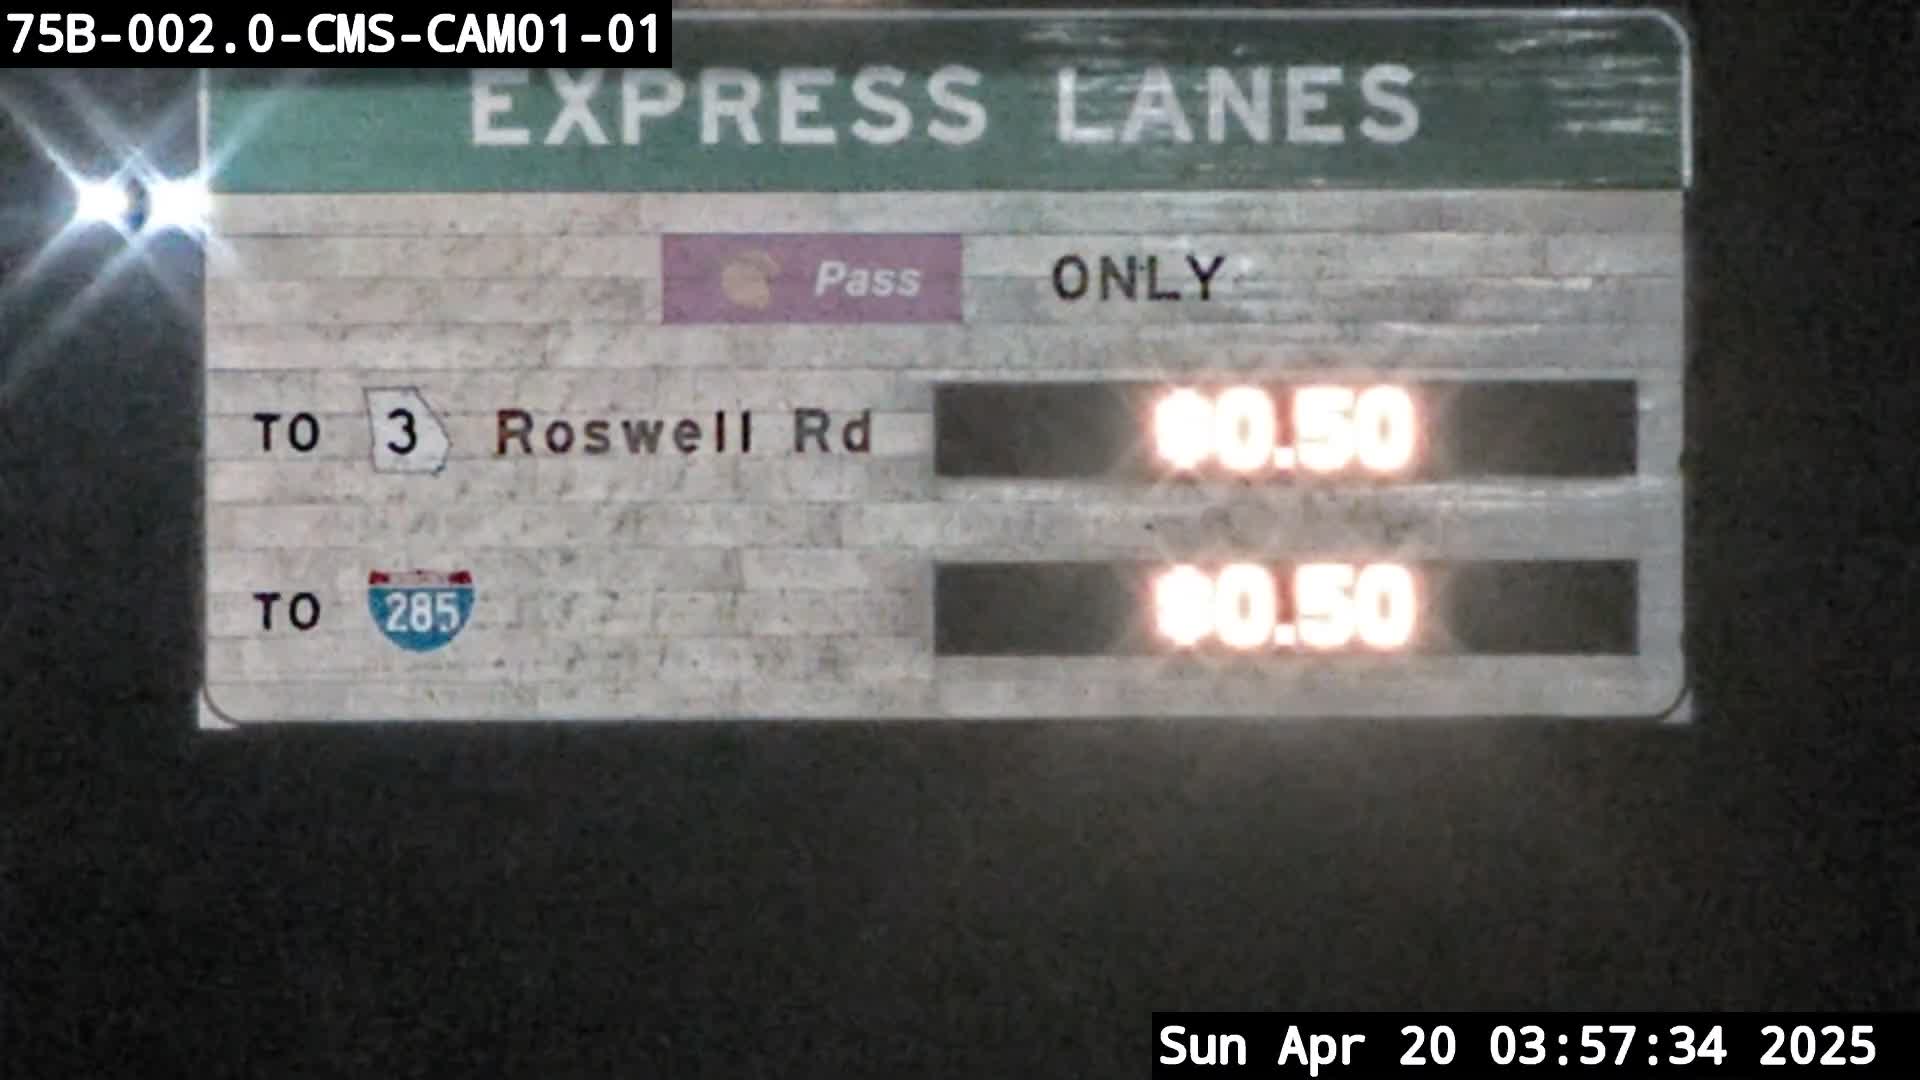 75B-002.0-CMS-CAM01-01
EXPRESS LANES
Pass ONLY
TO 3 Roswell Rd $0.50
TO 285 $0.50
Sun Apr 20 03:57:34 2025